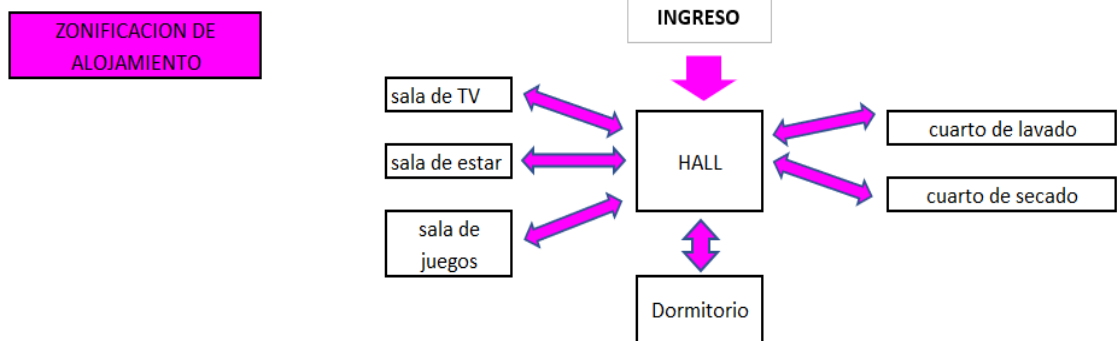 ZONIFICACION DE
ALOJAMIENTO
INGRESO
sala de TV
sala de estar
sala de
juegos
HALL
cuarto de lavado
cuarto de secado
Dormitorio